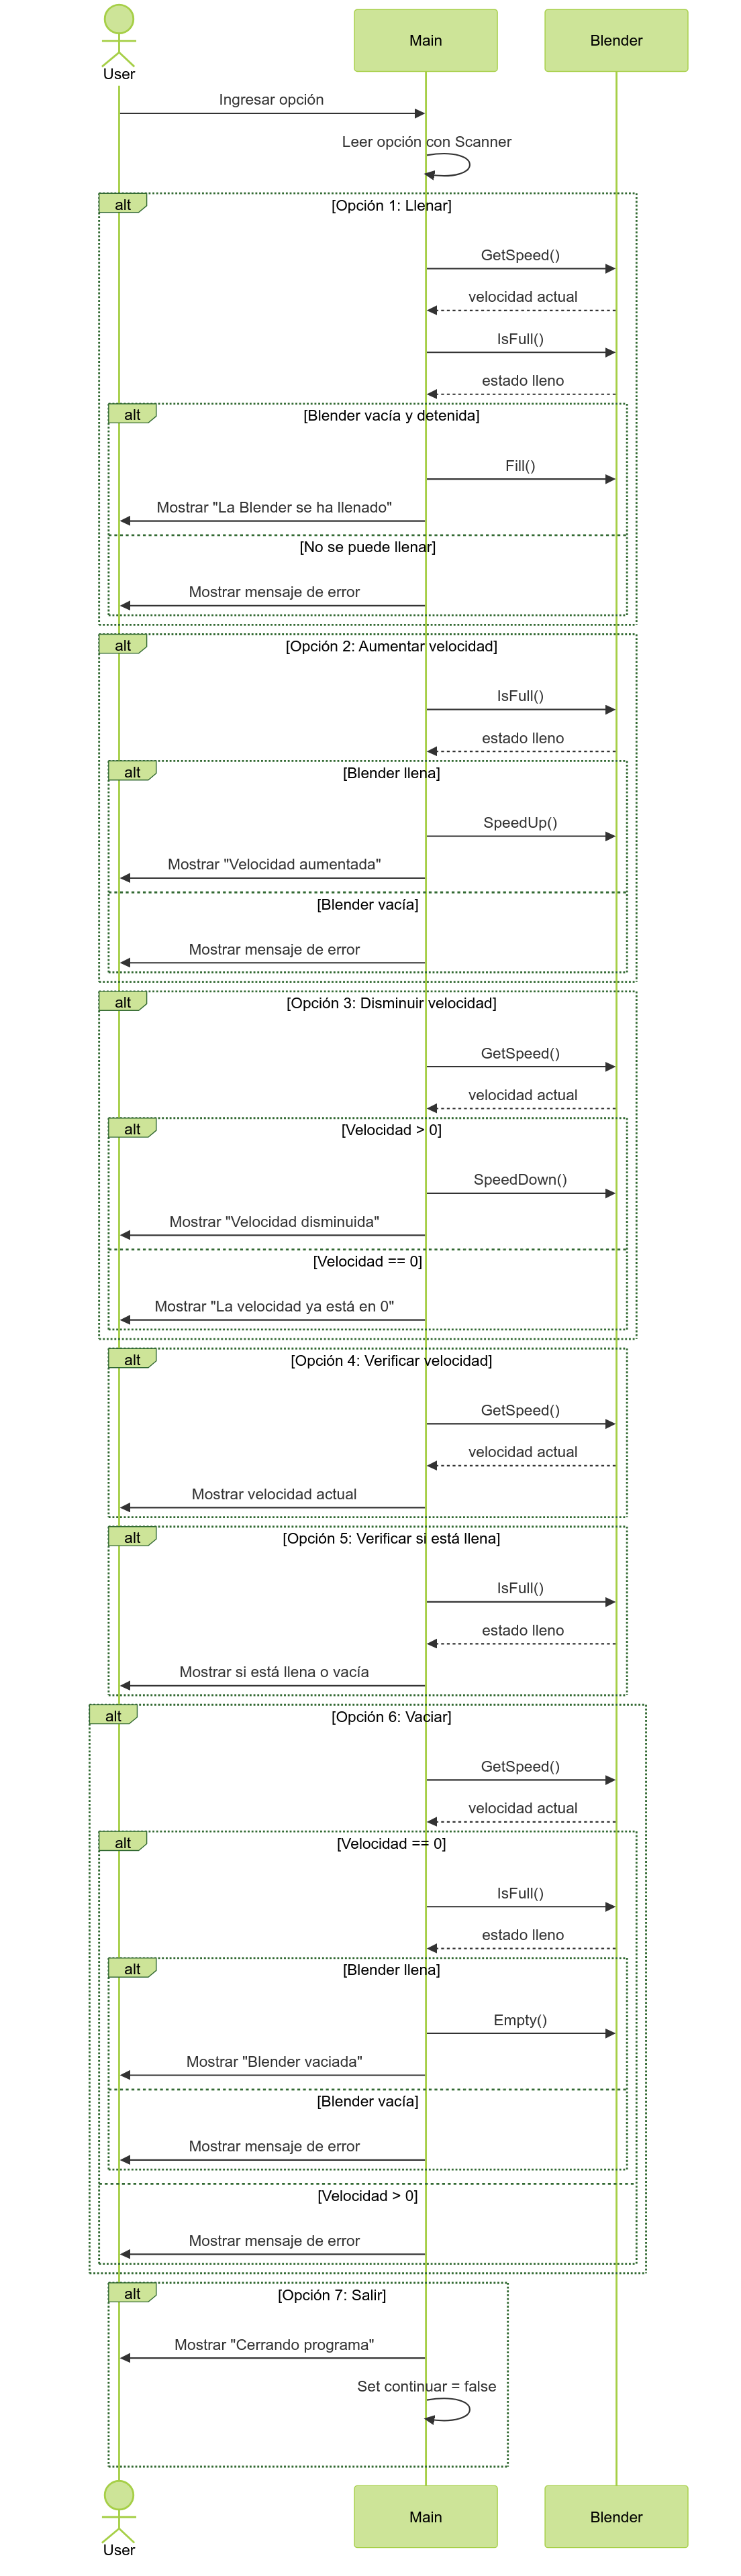 User
Main
Blender
Ingresar opción
Leer opción con Scanner
alt
[Opción 1: Llenar]
GetSpeed()
velocidad actual
IsFull()
estado lleno
alt
[Blender vacía y detenida]
Fill()
Mostrar "La Blender se ha llenado"
[No se puede llenar]
Mostrar mensaje de error
alt
[Opción 2: Aumentar velocidad]
IsFull()
estado lleno
alt
[Blender llena]
SpeedUp()
Mostrar "Velocidad aumentada"
[Blender vacía]
Mostrar mensaje de error
alt
[Opción 3: Disminuir velocidad]
GetSpeed()
velocidad actual
alt
[Velocidad > 0]
SpeedDown()
Mostrar "Velocidad disminuida"
[Velocidad == 0]
Mostrar "La velocidad ya está en 0"
alt
[Opción 4: Verificar velocidad]
GetSpeed()
velocidad actual
Mostrar velocidad actual
alt
[Opción 5: Verificar si está llena]
IsFull()
estado lleno
Mostrar si está llena o vacía
alt
[Opción 6: Vaciar]
GetSpeed()
velocidad actual
alt
[Velocidad == 0]
IsFull()
estado lleno
alt
[Blender llena]
Empty()
Mostrar "Blender vaciada"
[Blender vacía]
Mostrar mensaje de error
[Velocidad > 0]
Mostrar mensaje de error
alt
[Opción 7: Salir]
Mostrar "Cerrando programa"
Set continuar = false
User
Main
Blender